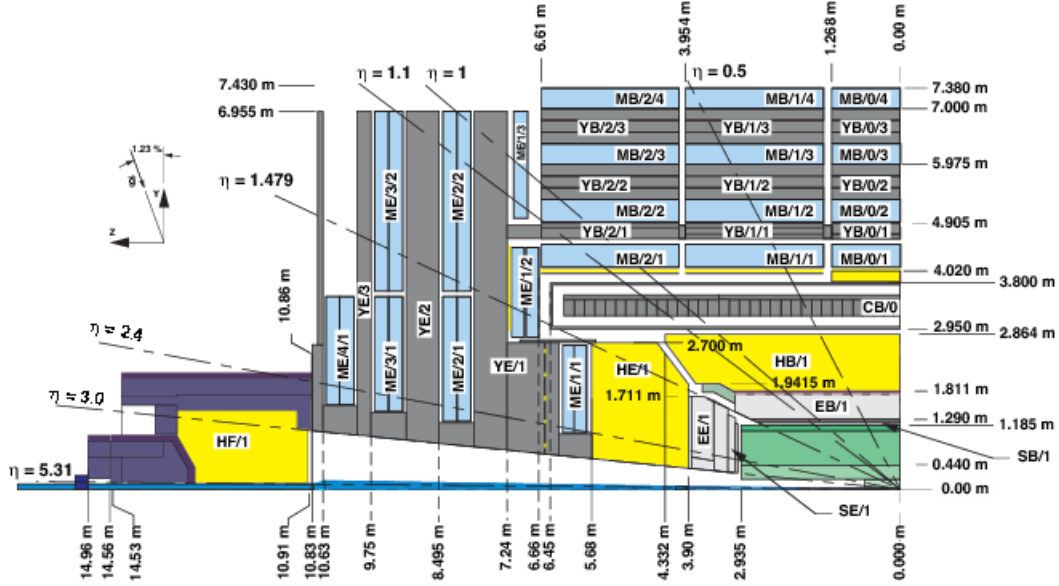 6.61 m
3.954 m
1.268 m
0.00 m
η = 1.1
η = 1
η = 0.5
7.430 m
6.955 m
7.380 m
7.000 m
5.975 m
4.905 m
4.020 m
3.800 m
2.950 m
2.864 m
1.811 m
1.290 m
1.185 m
0.440 m
0.00 m
1.23 %
g
Y
Z
η = 1.479
η = 2.4
η = 3.0
η = 5.31
10.86 m
MB/2/4
MB/1/4
MB/0/4
YB/2/3
YB/1/3
YB/0/3
MB/2/3
MB/1/3
MB/0/3
YB/2/2
YB/1/2
YB/0/2
MB/2/2
MB/1/2
MB/0/2
YB/2/1
YB/1/1
YB/0/1
MB/2/1
MB/1/1
MB/0/1
ME/1/3
ME/3/2
ME/2/2
ME/1/2
YE/3
YE/2
YE/1
ME/4/1
ME/3/1
ME/2/1
ME/1/1
CB/0
2.700 m
HE/1
HB/1
1.9415 m
1.711 m
EB/1
EE/1
HF/1
SB/1
SE/1
14.96 m
14.56 m
14.53 m
10.91 m
10.83 m
10.63 m
9.75 m
8.495 m
7.24 m
6.66 m
6.45 m
5.68 m
4.332 m
3.90 m
2.935 m
0.000 m